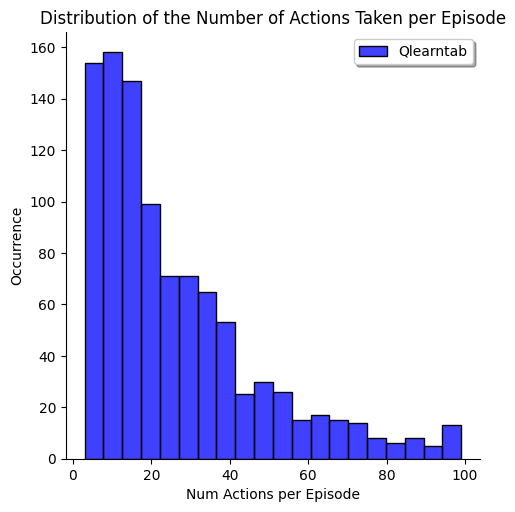 Distribution of the Number of Actions Taken per Episode
Qlearntab
160
140
120
100
80
60
40
20
0
Occurrence
0 20 40 60 80 100
Num Actions per Episode